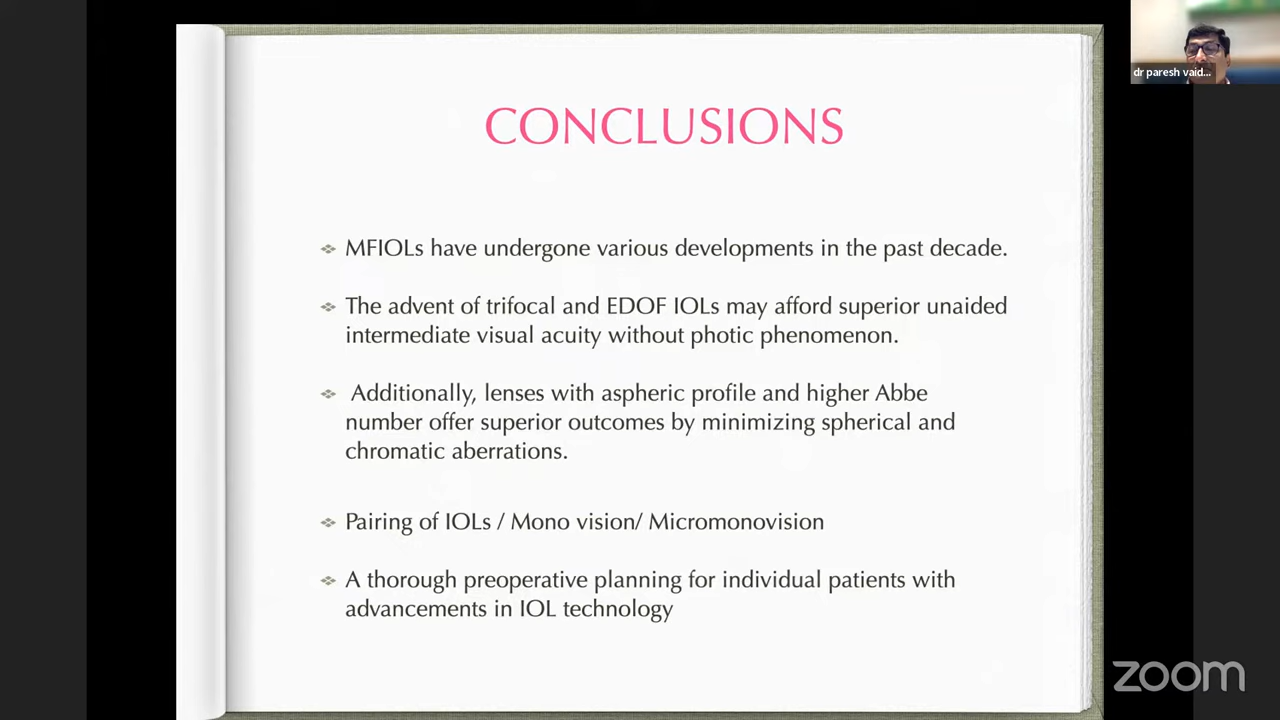 dr paresh vaid...
CONCLUSIONS
MFIOLs have undergone various developments in the past decade.
The advent of trifocal and EDOF IOLs may afford superior unaided
intermediate visual acuity without photic phenomenon.
Additionally, lenses with aspheric profile and higher Abbe
number offer superior outcomes by minimizing spherical and
chromatic aberrations.
Pairing of IOLs / Mono vision/ Micromonovision
A thorough preoperative planning for individual patients with
advancements in IOL technology
zoom